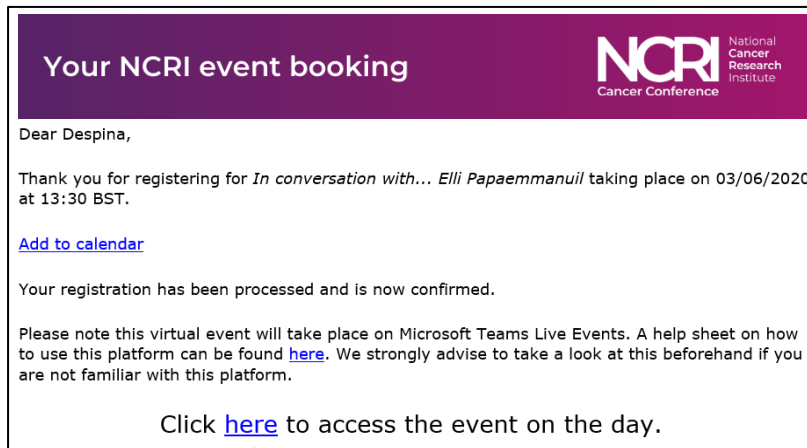 Your NCRI event booking
NCRI
National
Cancer
Research
Institute
Cancer Conference
Dear Despina,
Thank you for registering for In conversation with... Elli Papaemmanuil taking place on 03/06/2020
at 13:30 BST.
Add to calendar
Your registration has been processed and is now confirmed.
Please note this virtual event will take place on Microsoft Teams Live Events. A help sheet on how
to use this platform can be found here. We strongly advise to take a look at this beforehand if you
are not familiar with this platform.
Click here to access the event on the day.